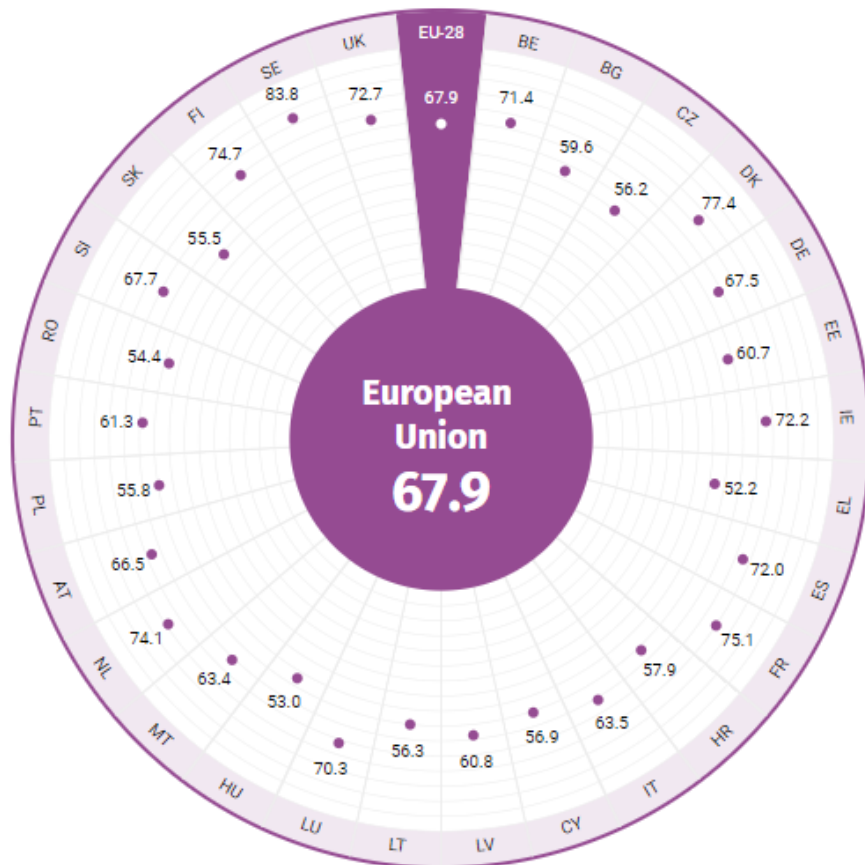 EU-28
67.9
BE
71.4
BG
59.6
CZ
56.2
DK
77.4
DE
67.5
EE
60.7
IE
72.2
EL
52.2
ES
72.0
FR
75.1
HR
57.9
IT
63.5
CY
56.9
LV
60.8
LT
56.3
LU
70.3
HU
53.0
MT
63.4
NL
74.1
AT
66.5
PL
55.8
PT
61.3
RO
54.4
SI
67.7
SK
55.5
FI
74.7
SE
83.8
UK
72.7
European
Union
67.9